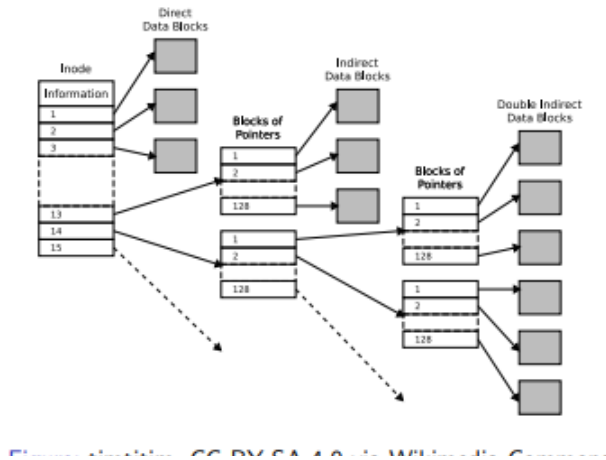 Direct
Data Blocks
Inode
Information
1
2
3
13
14
15
Indirect
Data Blocks
Blocks of
Pointers
1
2
128
1
2
128
Double Indirect
Data Blocks
Blocks of
Pointers
1
2
128
1
2
128
Figure: timtjtim, CC BY-SA 4.0 via Wikimedia Commons